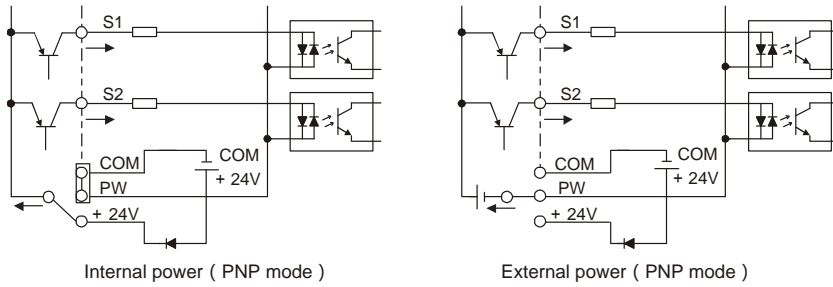 S1
S2
COM
COM
+ 24V
PW
+ 24V
Internal power ( PNP mode )
S1
S2
COM
COM
+ 24V
PW
+ 24V
External power ( PNP mode )